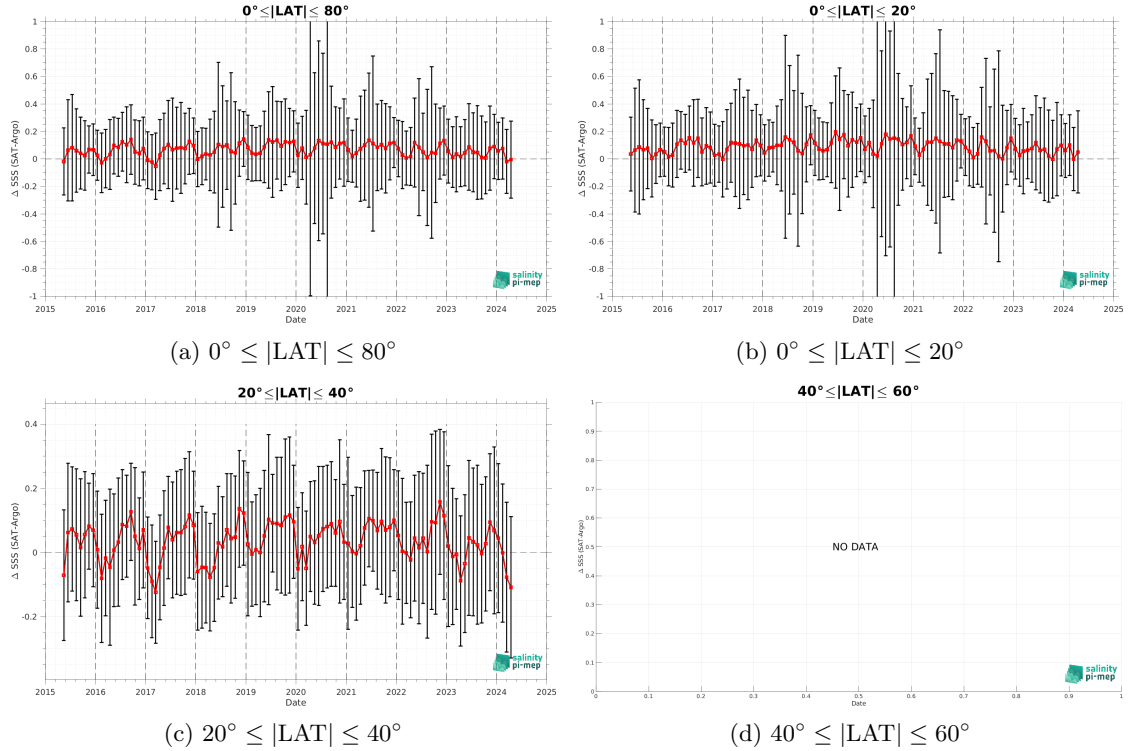 0°≤|LAT|≤ 80°
Δ SSS (SAT-Argo)
1
0.8
0.6
0.4
0.2
0
-0.2
-0.4
-0.6
-0.8
-1
2015 2016 2017 2018 2019 2020 2021 2022 2023 2024 2025
Date
salinity
pi-mep
(a) 0° ≤ |LAT| ≤ 80°
0°≤|LAT|≤ 20°
Δ SSS (SAT-Argo)
1
0.8
0.6
0.4
0.2
0
-0.2
-0.4
-0.6
-0.8
-1
2015 2016 2017 2018 2019 2020 2021 2022 2023 2024 2025
Date
salinity
pi-mep
(b) 0° ≤ |LAT| ≤ 20°
20°≤|LAT|≤ 40°
Δ SSS (SAT-Argo)
0.4
0.2
0
-0.2
2015 2016 2017 2018 2019 2020 2021 2022 2023 2024 2025
Date
salinity
pi-mep
(c) 20° ≤ |LAT| ≤ 40°
40°≤|LAT|≤ 60°
Δ SSS (SAT-Argo)
1
0.9
0.8
0.7
0.6
0.5
0.4
0.3
0.2
0.1
0
NO DATA
0 0.1 0.2 0.3 0.4 0.5 0.6 0.7 0.8 0.9 1
Date
salinity
pi-mep
(d) 40° ≤ |LAT| ≤ 60°